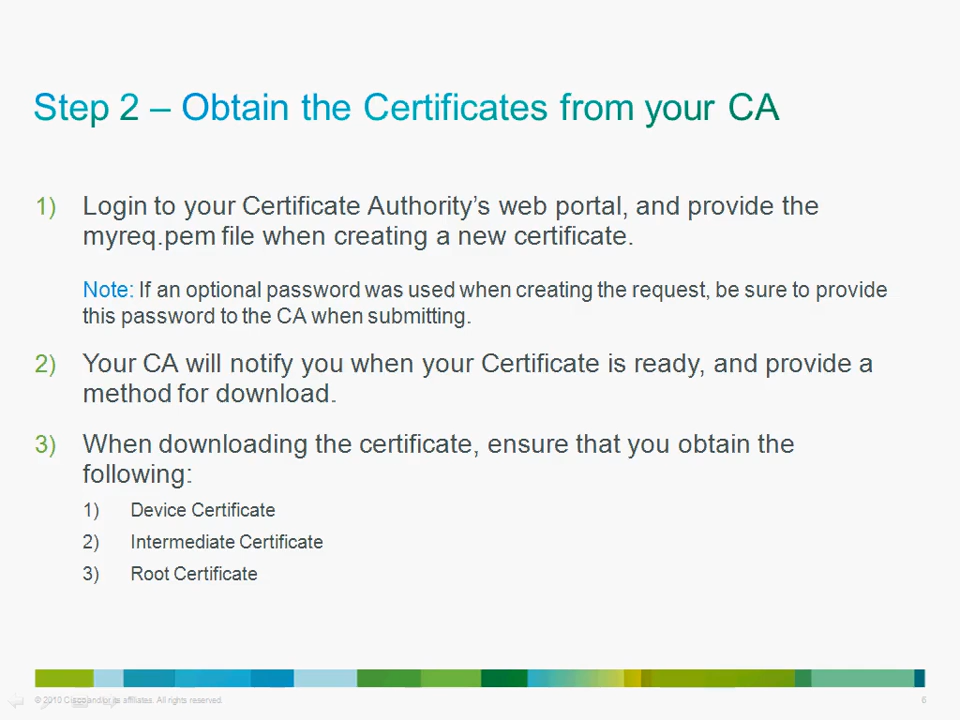 Step 2 – Obtain the Certificates from your CA
1) Login to your Certificate Authority’s web portal, and provide the
myreq.pem file when creating a new certificate.
Note: If an optional password was used when creating the request, be sure to provide
this password to the CA when submitting.
2) Your CA will notify you when your Certificate is ready, and provide a
method for download.
3) When downloading the certificate, ensure that you obtain the
following:
1) Device Certificate
2) Intermediate Certificate
3) Root Certificate
© 2010 Cisco and/or its affiliates. All rights reserved.
6